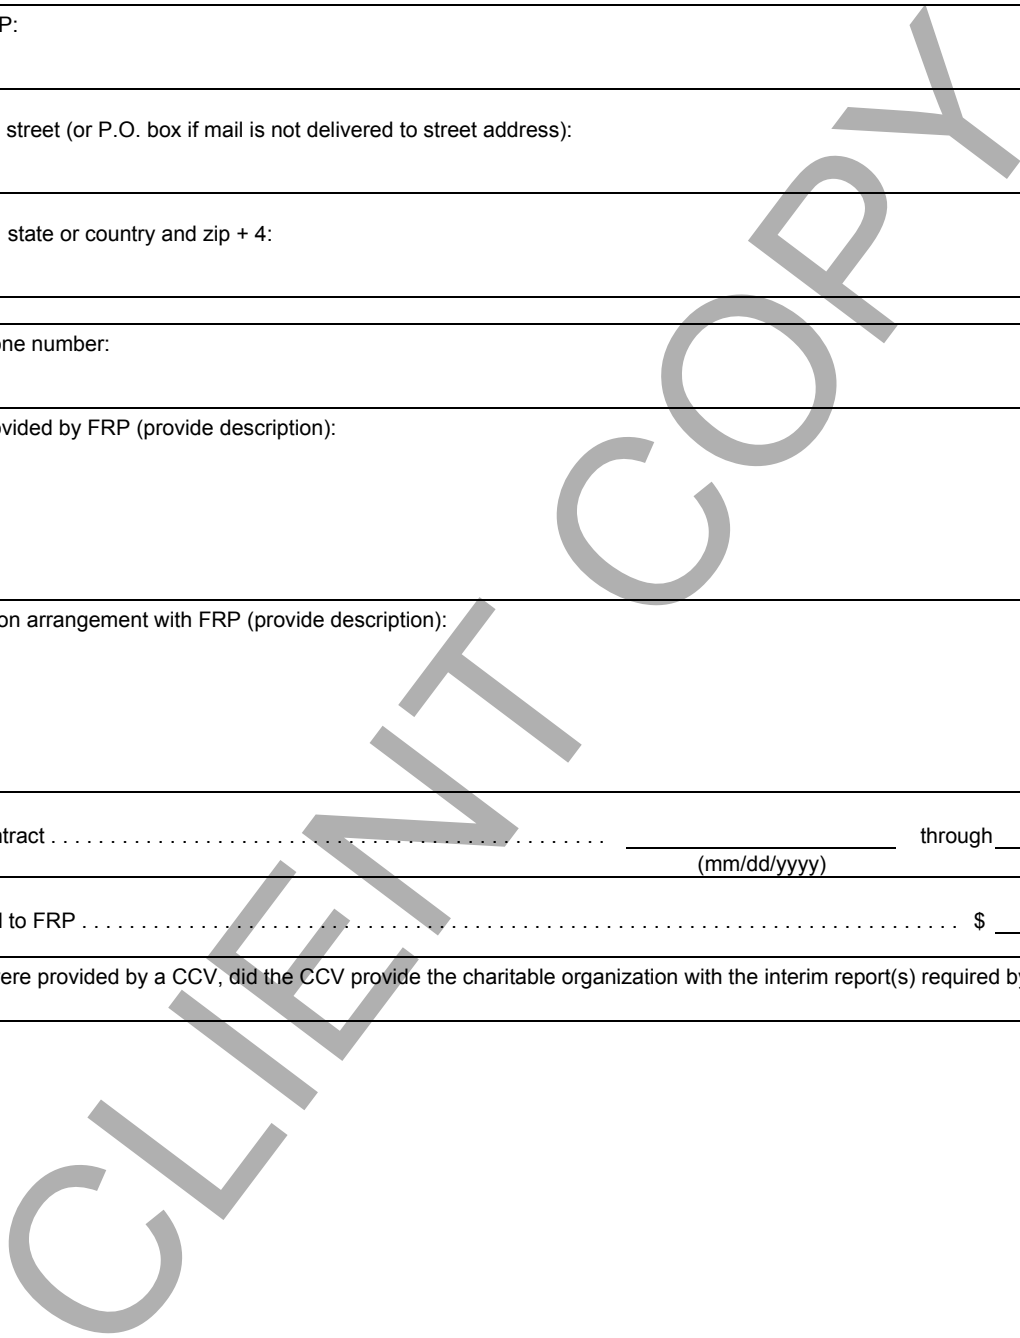 P:
street (or P.O. box if mail is not delivered to street address):
state or country and zip + 4:
one number:
ovided by FRP (provide description):
on arrangement with FRP (provide description):
ntract . . . . . . . . . . . . . . . . . . . . . . . . . . . . . . . . . . . . . . . . . . . . . . . through
(mm/dd/yyyy)
d to FRP . . . . . . . . . . . . . . . . . . . . . . . . . . . . . . . . . . . . . . . . . . . . . . . . . . . . . . . . . . . . . . . . . . . . . . . . . . $
ere provided by a CCV, did the CCV provide the charitable organization with the interim report(s) required by
CLIENT COPY